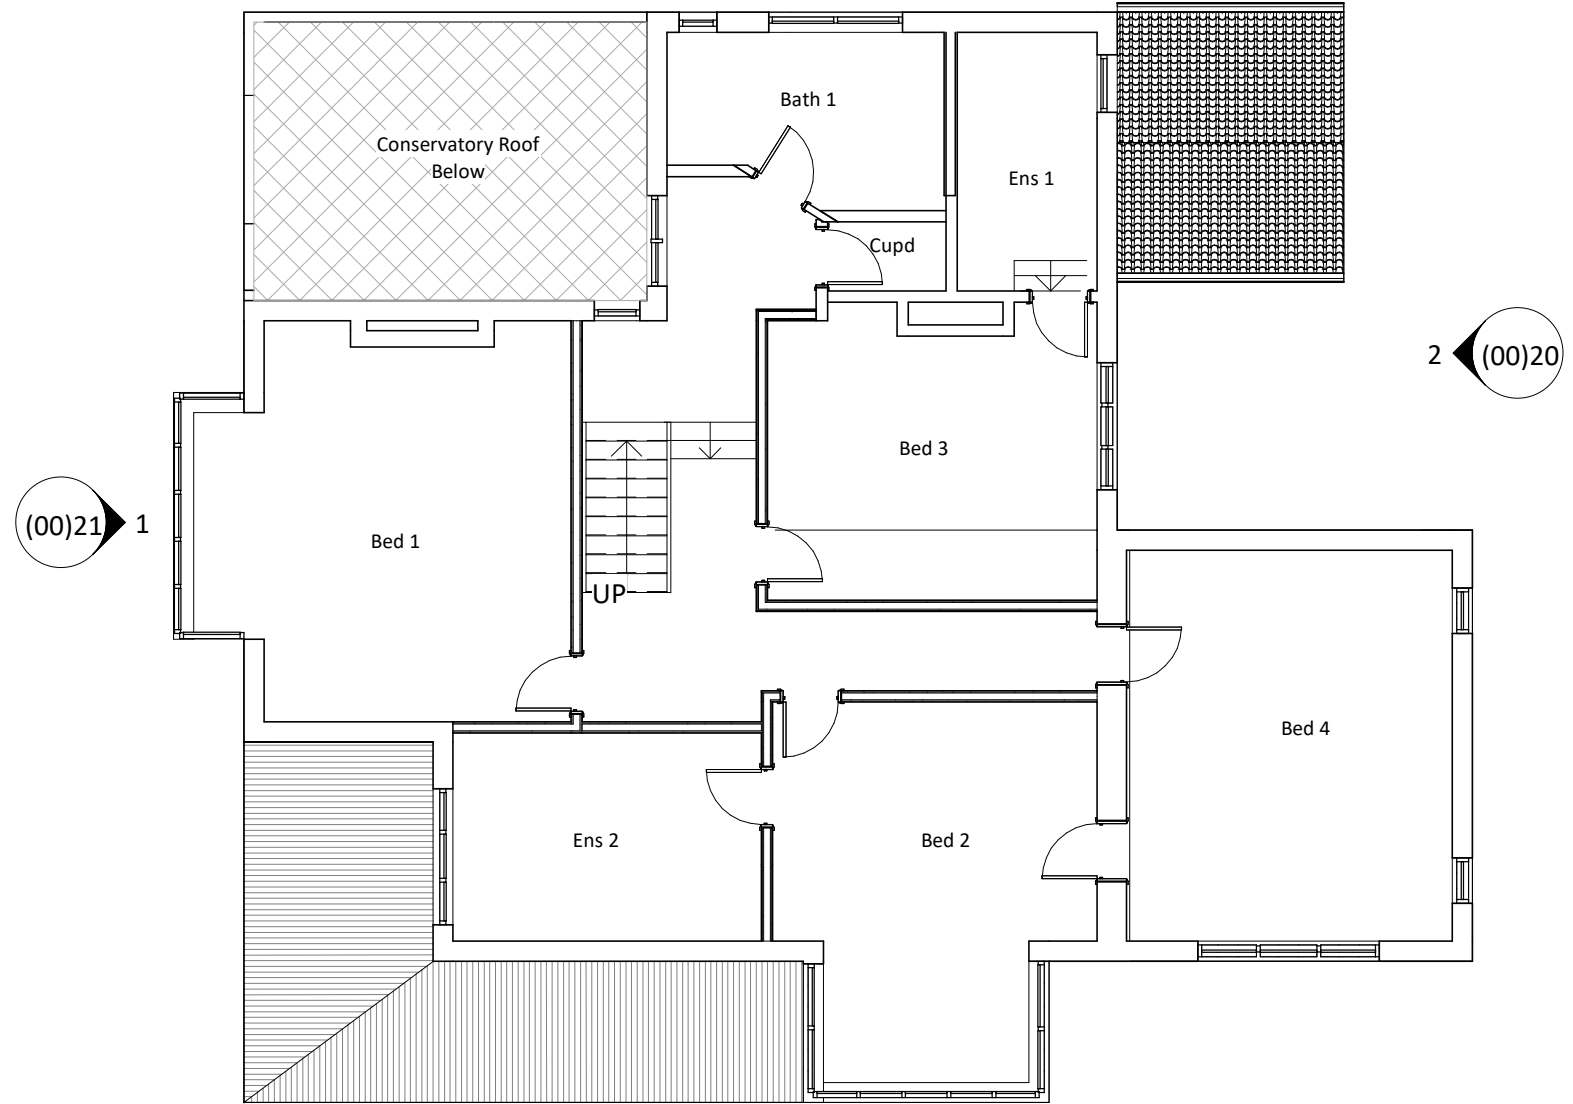 Bath 1
Conservatory Roof
Below
Ens 1
Cupd
2 (00)20
Bed 3
(00)21 1
Bed 1
UP
Bed 4
Ens 2
Bed 2